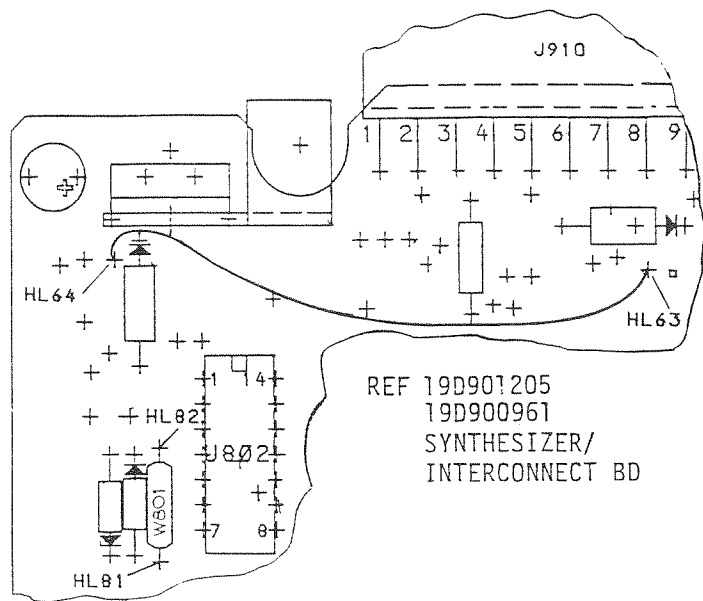 J910
1 2 3 4 5 6 7 8 9
HL64
HL63
REF 19D901205
19D900961
SYNTHESIZER/
INTERCONNECT BD
HL82
1 4
J802
W801
7 8
HL81